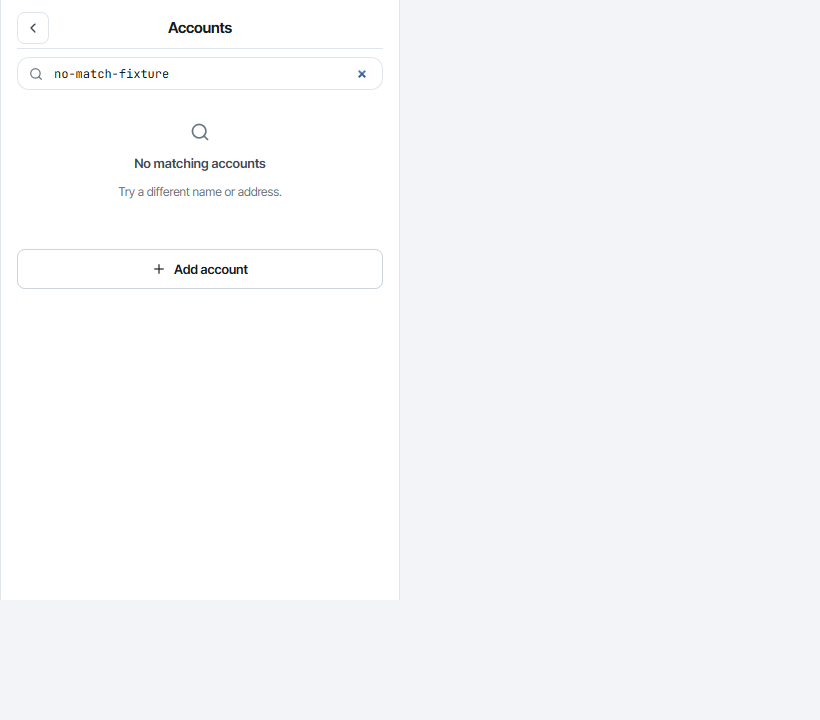 Accounts
no-match-fixture
No matching accounts
Try a different name or address.
Add account